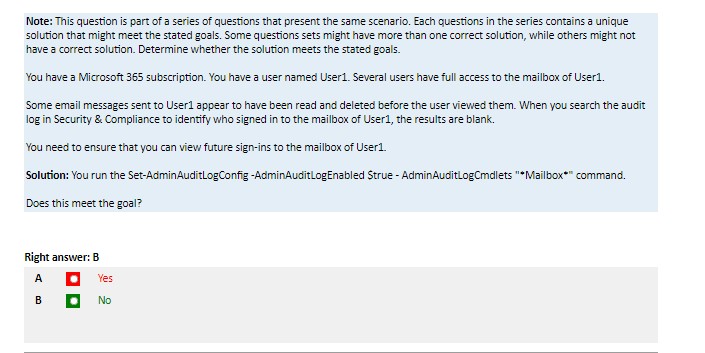 Note: This question is part of a series of questions that present the same scenario. Each questions in the series contains a unique
solution that might meet the stated goals. Some questions sets might have more than one correct solution, while others might not
have a correct solution. Determine whether the solution meets the stated goals.
You have a Microsoft 365 subscription. You have a user named User1. Several users have full access to the mailbox of User1.
Some email messages sent to User1 appear to have been read and deleted before the user viewed them. When you search the audit
log in Security & Compliance to identify who signed in to the mailbox of User1, the results are blank.
You need to ensure that you can view future sign-ins to the mailbox of User1.
Solution: You run the Set-AdminAuditLogConfig -AdminAuditLogEnabled $true - AdminAuditLogCmdlets "*Mailbox*" command.
Does this meet the goal?
Right answer: B
A Yes
B No